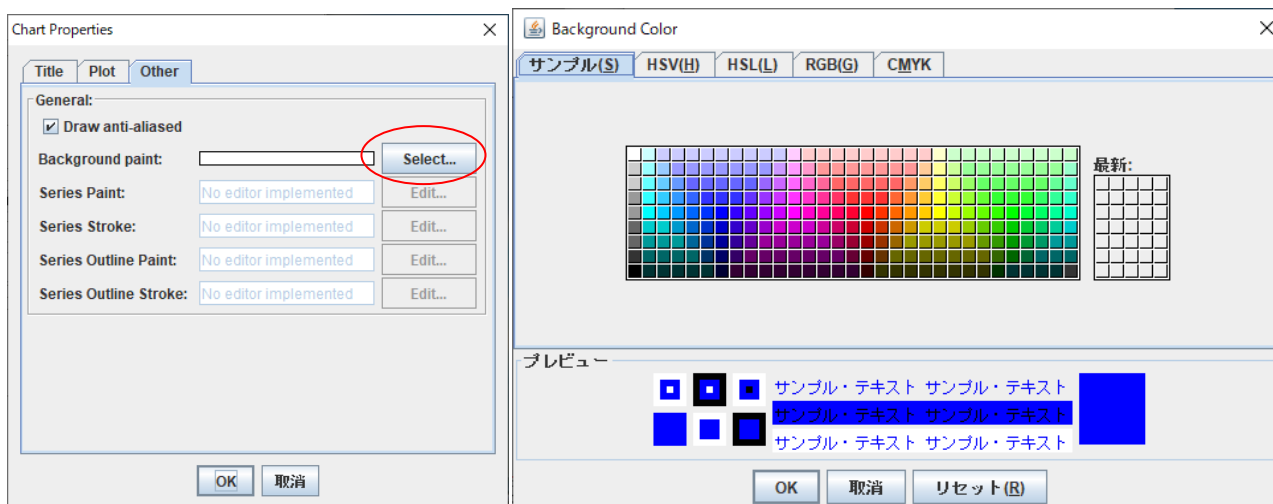 Chart Properties
Title Plot Other
General:
Draw anti-aliased
Background paint: Select...
Series Paint: No editor implemented Edit...
Series Stroke: No editor implemented Edit...
Series Outline Paint: No editor implemented Edit...
Series Outline Stroke: No editor implemented Edit...
OK 取消
Background Color
サンプル(S) HSV(H) HSL(L) RGB(G) CMYK
最新:
プレビュー
サンプル・テキスト サンプル・テキスト
サンプル・テキスト サンプル・テキスト
サンプル・テキスト サンプル・テキスト
OK 取消 リセット(R)